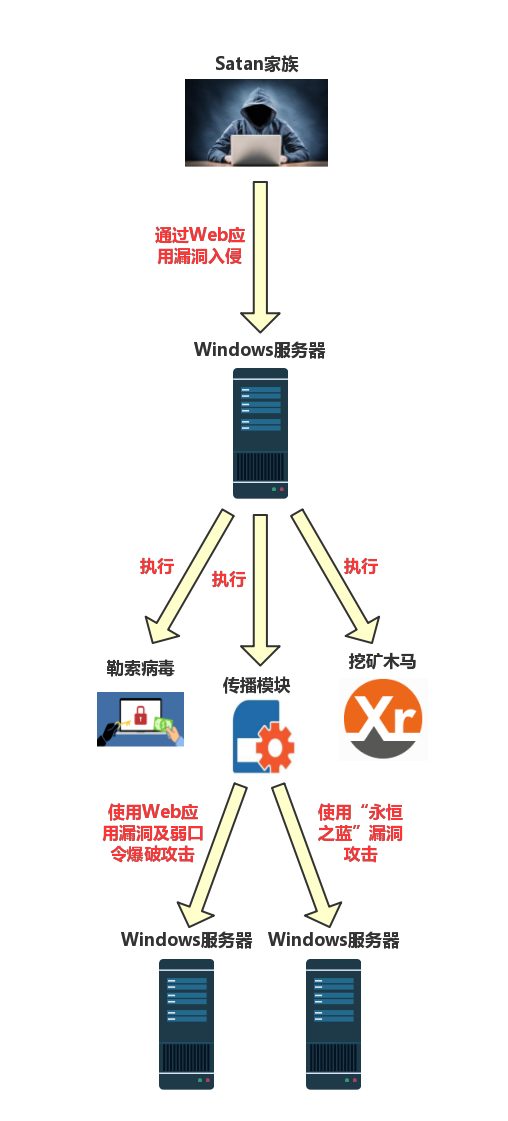 Satan家族
通过Web应
用漏洞入侵
Windows服务器
执行
执行
执行
勒索病毒
传播模块
挖矿木马
Xr
使用Web应
用漏洞及弱口
令爆破攻击
使用“永恒
之蓝”漏洞
攻击
Windows服务器
Windows服务器